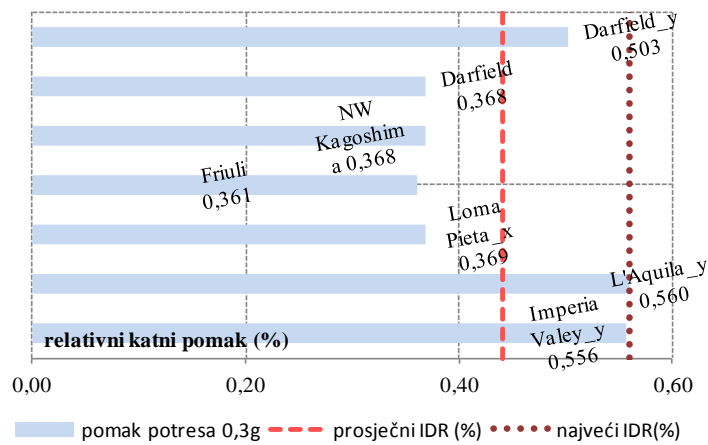 Darfield_y
0,503
Darfield
0,368
NW
Kagoshim
a 0,368
Friuli
0,361
Loma
Pieta_x
0,369
L'Aquila_y
0,560
Imperia
Valey_y
0,556
relativni katni pomak (%)
0,00 0,20 0,40 0,60
pomak potresa 0,3g prosječni IDR (%) najveći IDR(%)